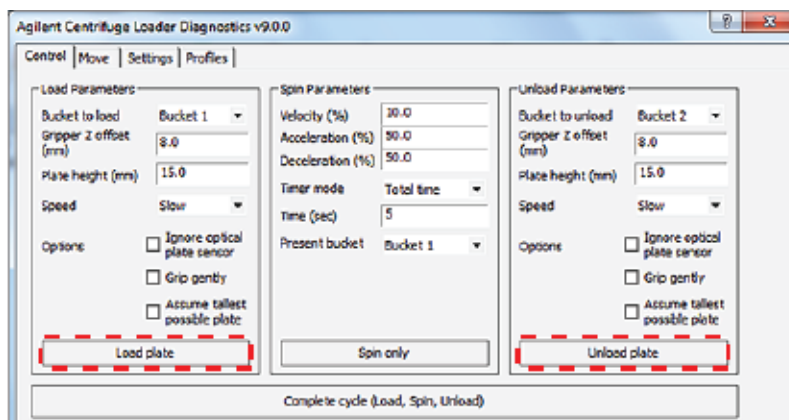 Agilent Centrifuge Loader Diagnostics v9.0.0
Control Move Settings Profiles
Load Parameters
Bucket to load Bucket 1
Gripper Z offset (mm) 8.0
Plate height (mm) 15.0
Speed Slow
Options
Ignore optical plate sensor
Grip gently
Assume tallest possible plate
Load plate
Spin Parameters
Velocity (%)
Acceleration (%) 50.0
Deceleration (%) 50.0
Timer mode Total time
Time (sec) 5
Present bucket Bucket 1
Spin only
Unload Parameters
Bucket to unload Bucket 2
Gripper Z offset (mm) 8.0
Plate height (mm) 15.0
Speed Slow
Options
Ignore optical plate sensor
Grip gently
Assume tallest possible plate
Unload plate
Complete cycle (Load, Spin, Unload)